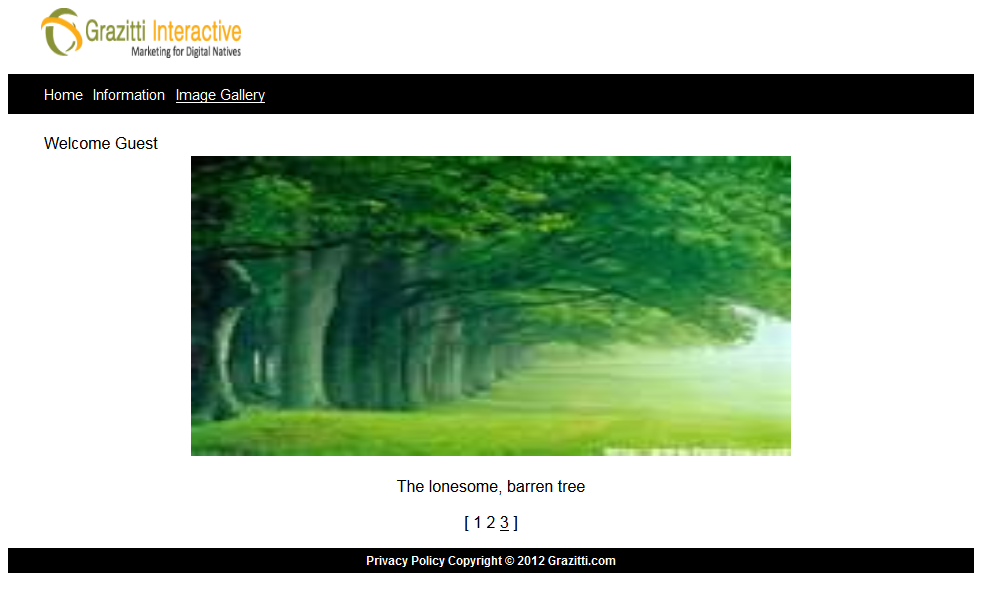 Grazitti Interactive
Marketing for Digital Natives
Home Information Image Gallery
Welcome Guest
The lonesome, barren tree
[ 1 2 3 ]
Privacy Policy Copyright © 2012 Grazitti.com